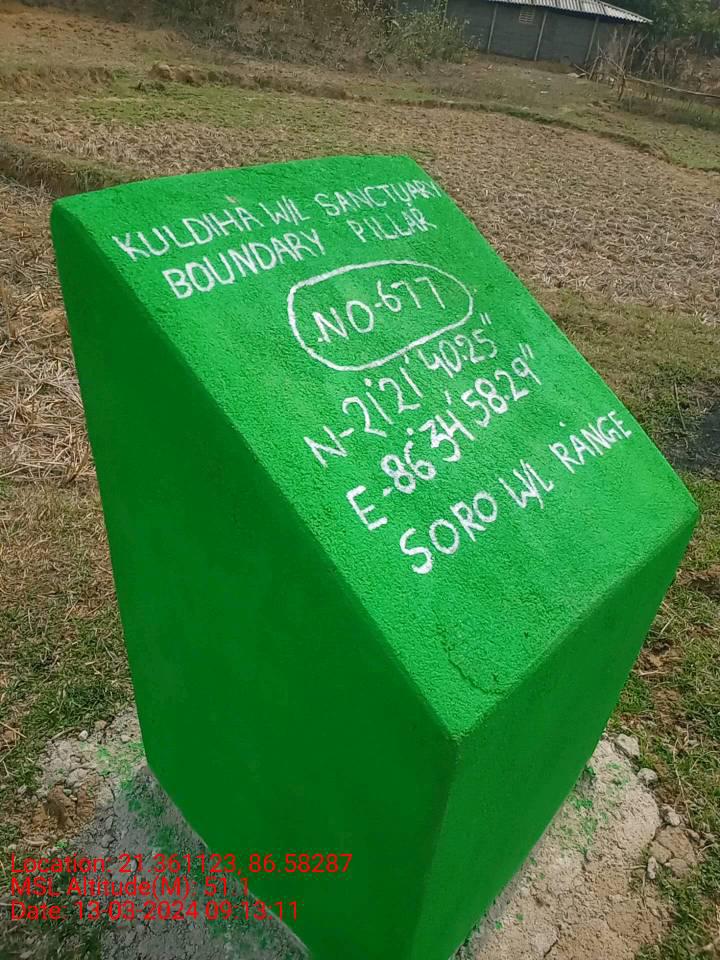 KULDIHA W/L SANCTUARY
BOUNDARY PILLAR
NO-677
N-21°21'40.25"
E-86°34'58.29"
SORO W/L RANGE
Location: 21.361123, 86.58287
MSL Altitude(M): 51.1
Date: 13-03-2024 09:13:11